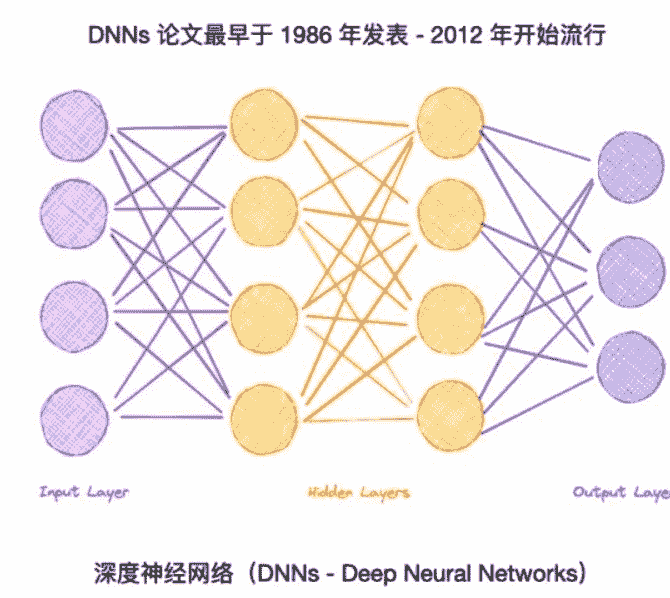 DNNs 论文最早于 1986 年发表 - 2012 年开始流行
Input Layer
Hidden Layers
Output Laye
深度神经网络（DNNs - Deep Neural Networks）